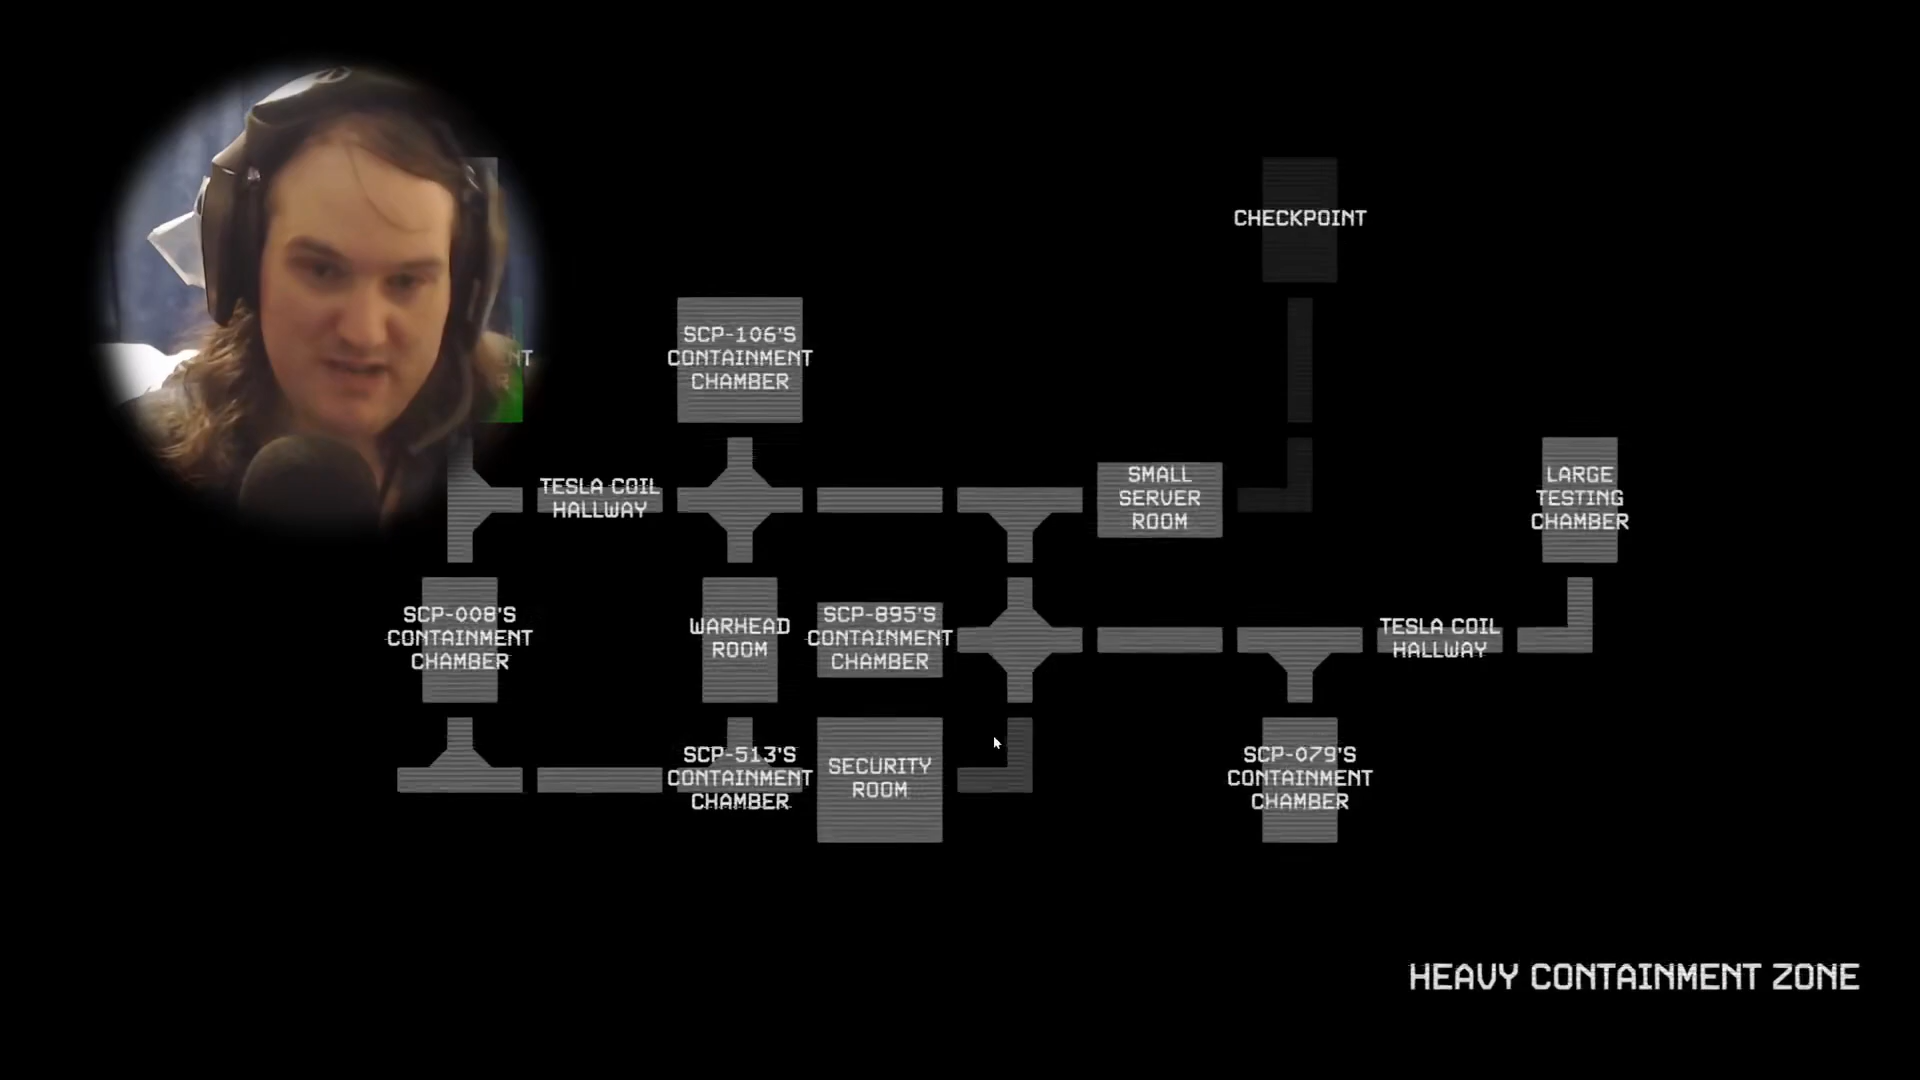 CHECKPOINT
SCP-106'S
CONTAINMENT
CHAMBER
TESLA COIL
HALLWAY
SMALL
SERVER
ROOM
LARGE
TESTING
CHAMBER
SCP-008'S
CONTAINMENT
CHAMBER
WARHEAD
ROOM
SCP-895'S
CONTAINMENT
CHAMBER
TESLA COIL
HALLWAY
SCP-513'S
CONTAINMENT
CHAMBER
SECURITY
ROOM
SCP-079'S
CONTAINMENT
CHAMBER
HEAVY CONTAINMENT ZONE